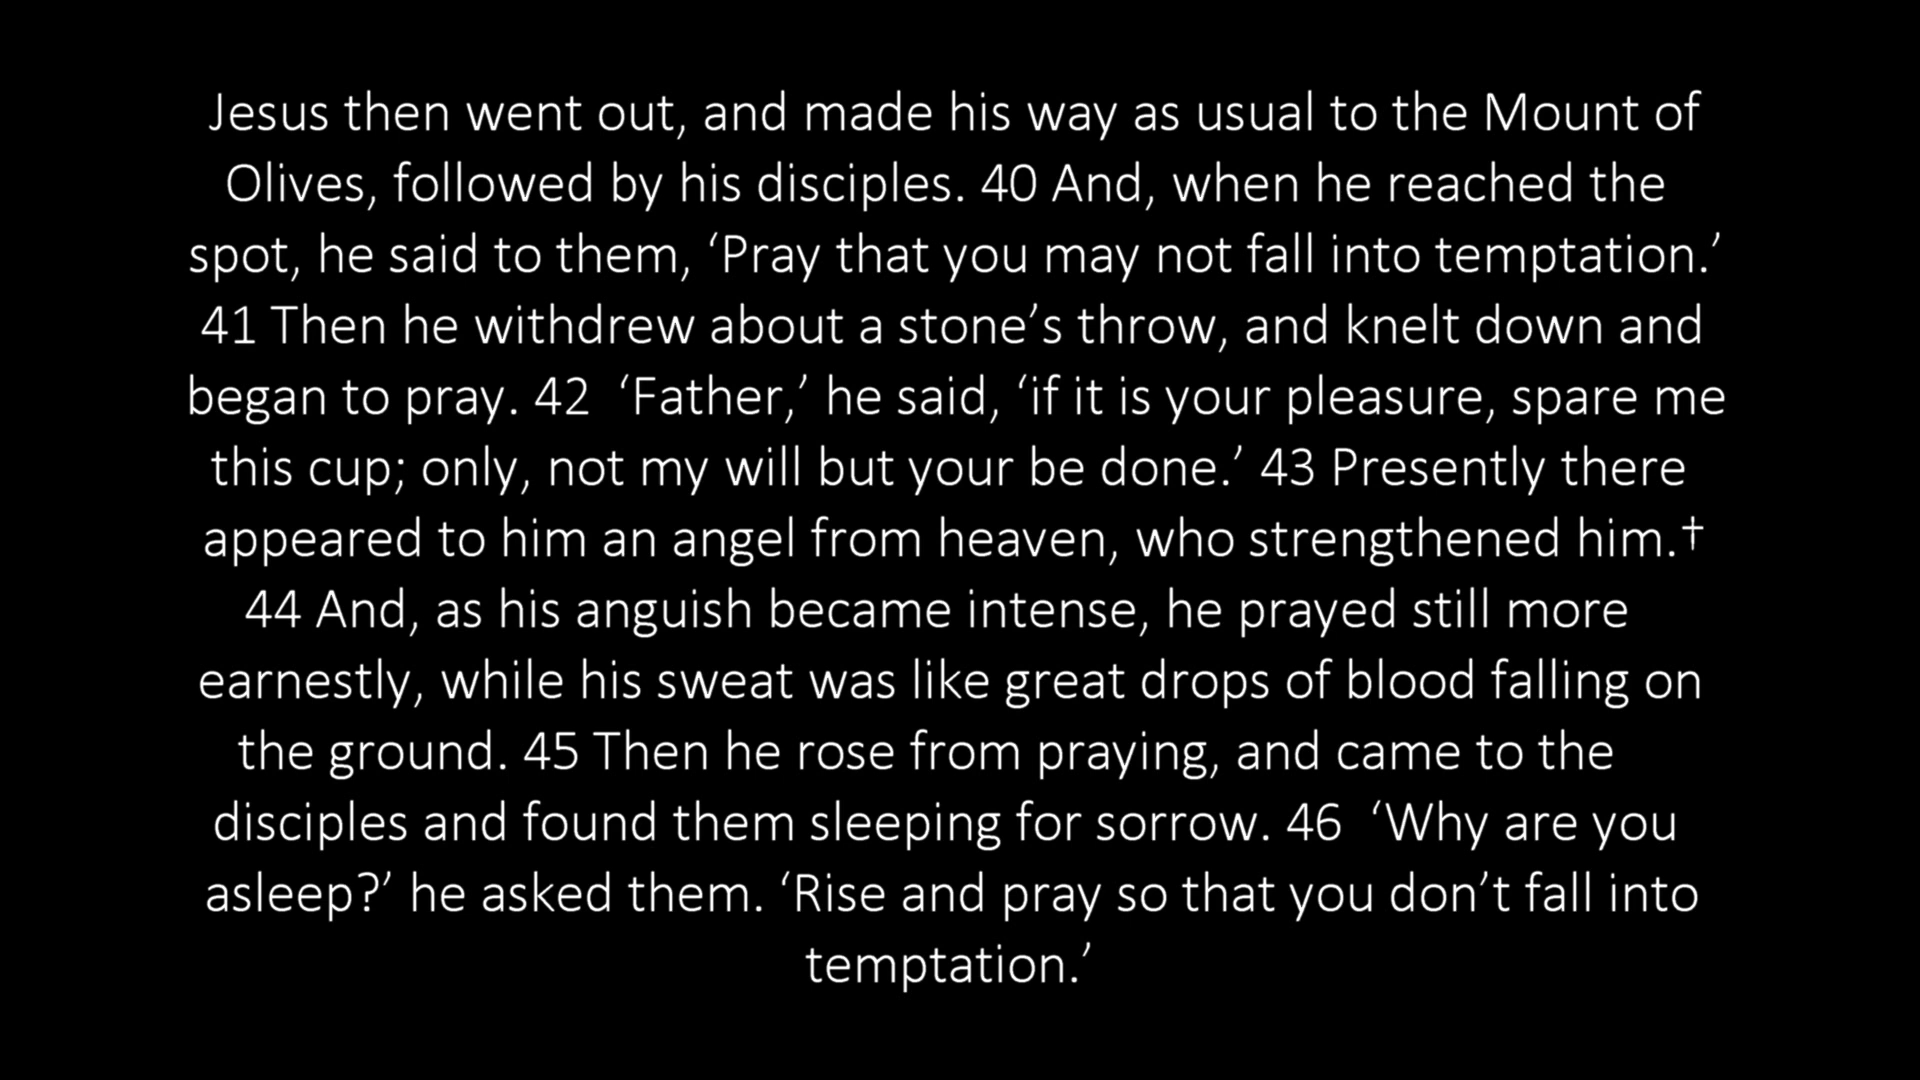 Jesus then went out, and made his way as usual to the Mount of
Olives, followed by his disciples. 40 And, when he reached the
spot, he said to them, ‘Pray that you may not fall into temptation.’
41 Then he withdrew about a stone’s throw, and knelt down and
began to pray. 42  ‘Father,’ he said, ‘if it is your pleasure, spare me
this cup; only, not my will but your be done.’ 43 Presently there
appeared to him an angel from heaven, who strengthened him.†
44 And, as his anguish became intense, he prayed still more
earnestly, while his sweat was like great drops of blood falling on
the ground. 45 Then he rose from praying, and came to the
disciples and found them sleeping for sorrow. 46  ‘Why are you
asleep?’ he asked them. ‘Rise and pray so that you don’t fall into
temptation.’